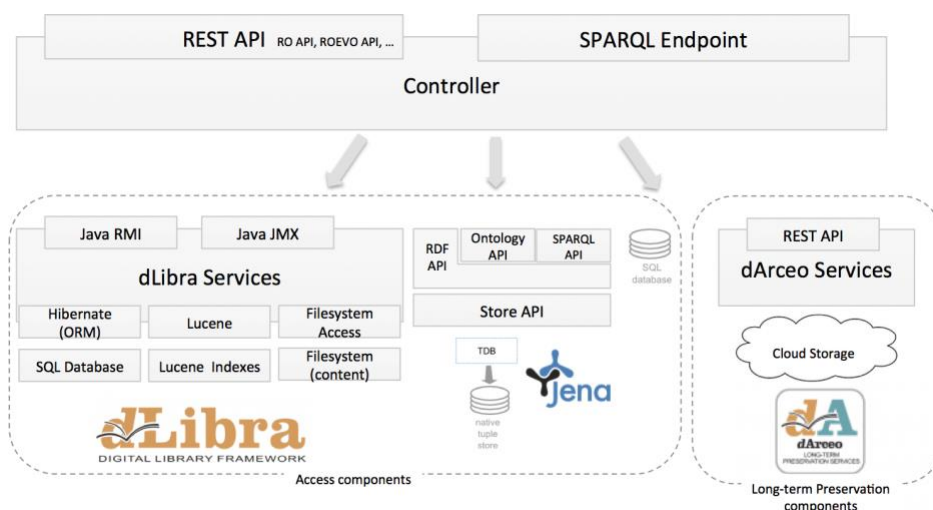 REST API RO API, ROEVO API, ...
SPARQL Endpoint
Controller
Java RMI
Java JMX
dLibra Services
Hibernate
(ORM)
Lucene
Filesystem
Access
SQL Database
Lucene Indexes
Filesystem
(content)
dLibra
DIGITAL LIBRARY FRAMEWORK
RDF
API
Ontology
API
SPARQL
API
Store API
TDB
native
tuple
store
Jena
SQL
database
Access components
REST API
dArceo Services
Cloud Storage
dA
dArceo
LONG-TERM
PRESERVATION SERVICES
Long-term Preservation
components